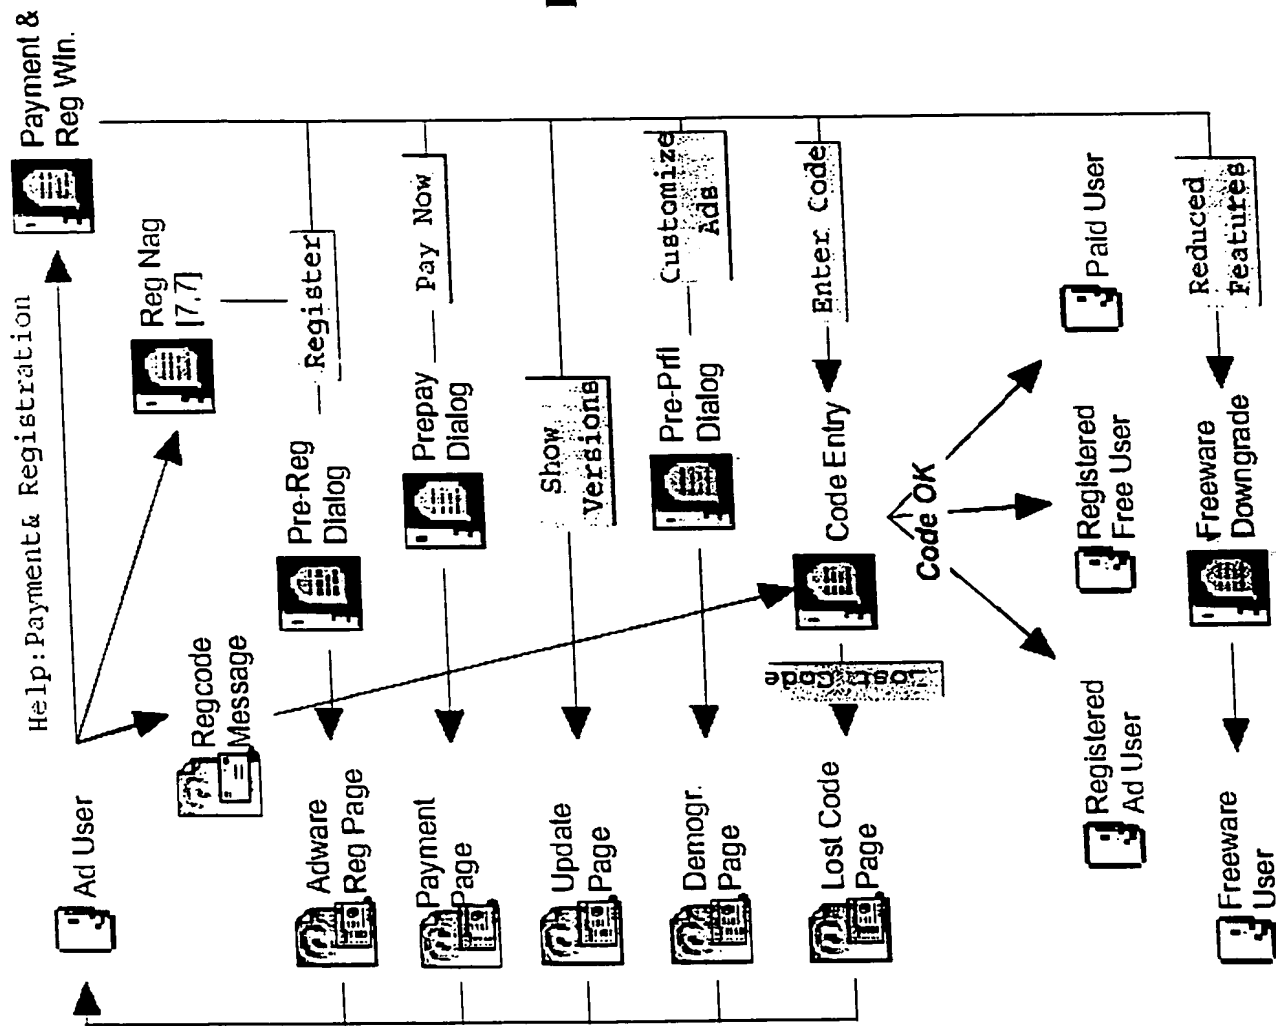 Ad User
Help:Payment& Registration
Payment &
Reg Win.
Regcode
Message
Reg Nag
[7,7]
Adware
Reg Page
Pre-Reg
Dialog
Register
Payment
Page
Prepay
Dialog
Pay Now
Update
Page
Show
Versions
Demogr.
Page
Pre-Prfl
Dialog
Customize
Ads
Lost Code
Page
Lost Code
Code Entry
Enter Code
Code OK
Registered
Ad User
Registered
Free User
Paid User
Freeware
User
Freeware
Downgrade
Reduced
Features